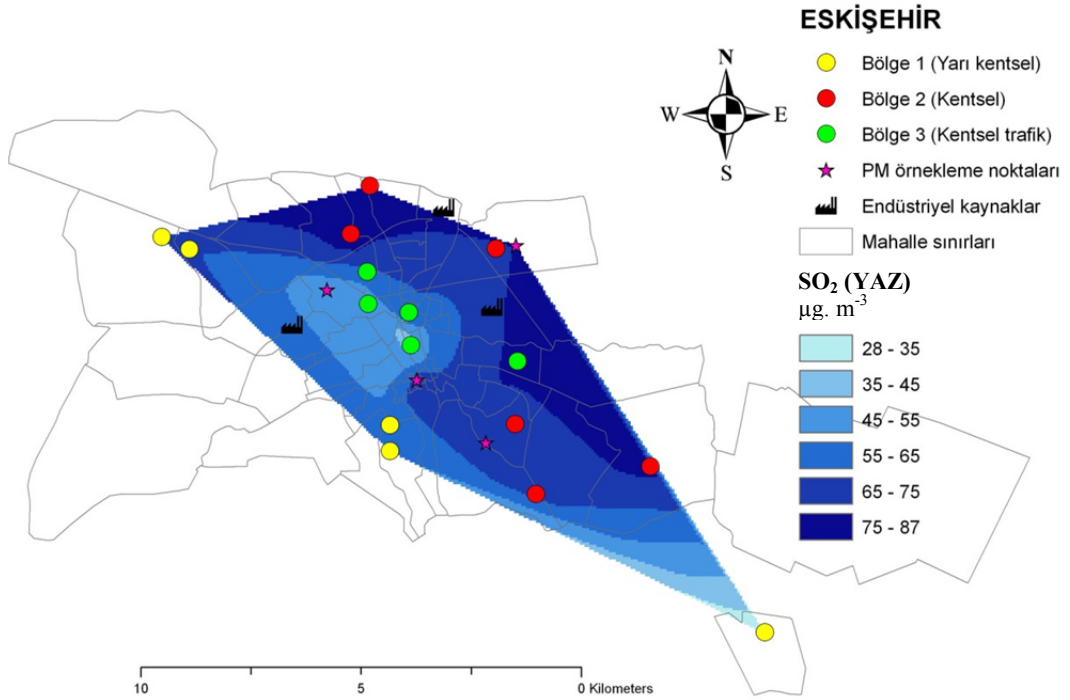 ESKİŞEHİR
N
W
E
S
Bölge 1 (Yarı kentsel)
Bölge 2 (Kentsel)
Bölge 3 (Kentsel trafik)
PM örnekleme noktaları
Endüstriyel kaynaklar
Mahalle sınırları
SO₂ (YAZ)
µg. m⁻³
28 - 35
35 - 45
45 - 55
55 - 65
65 - 75
75 - 87
10 5 0 Kilometers